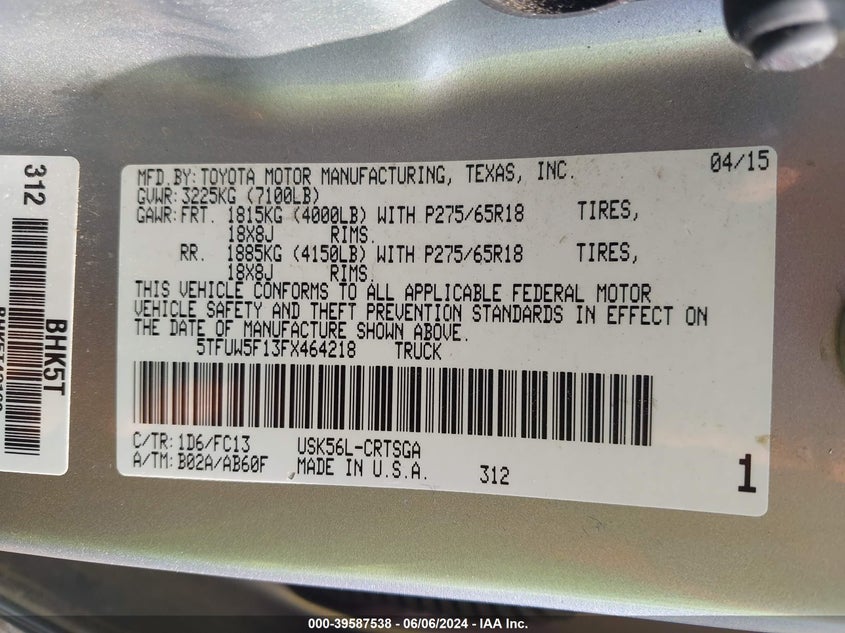 MFD.BY:TOYOTA MOTOR MANUFACTURING, TEXAS, INC. 04/15
GVWR:3225KG (7100LB)
GAWR:FRT. 1815KG (4000LB) WITH P275/65R18 TIRES,
18X8J RIMS.
RR. 1885KG (4150LB) WITH P275/65R18 TIRES,
18X8J RIMS.
THIS VEHICLE CONFORMS TO ALL APPLICABLE FEDERAL MOTOR
VEHICLE SAFETY AND THEFT PREVENTION STANDARDS IN EFFECT ON
THE DATE OF MANUFACTURE SHOWN ABOVE.
5TFUW5F13FX464218 TRUCK
C/TR:1D6/FC13 USK56L-CRTSGA
A/TM:B02A/AB60F MADE IN U.S.A. 312
1
312
BHK5T
000-39587538 - 06/06/2024 - IAA Inc.